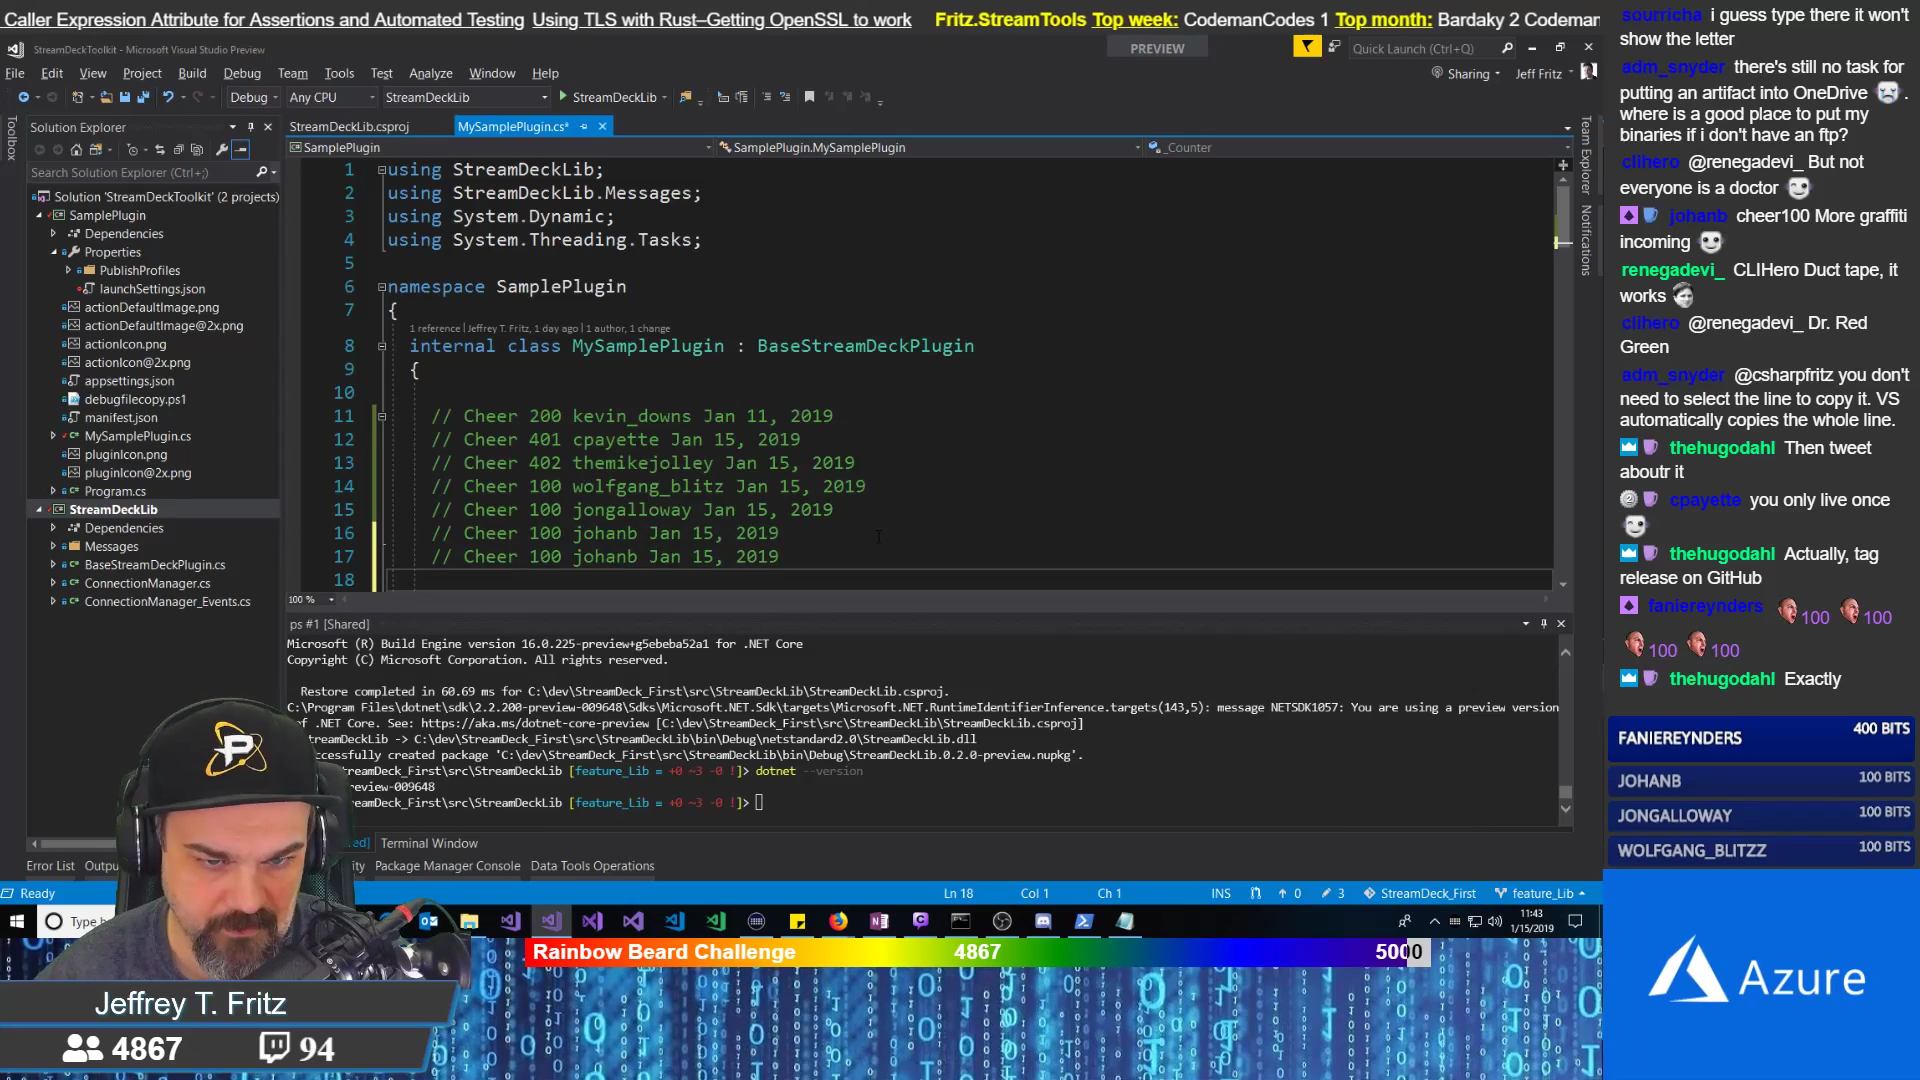 Caller Expression Attribute for Assertions and Automated Testing Using TLS with Rust–Getting OpenSSL to work Fritz.StreamTools Top week: CodemanCodes 1 Top month: Bardaky 2 Codeman
StreamDeckToolkit - Microsoft Visual Studio Preview
PREVIEW
Quick Launch (Ctrl+Q)
File Edit View Project Build Debug Team Tools Test Analyze Window Help
Sharing Jeff Fritz
Debug Any CPU StreamDeckLib StreamDeckLib
Toolbox
Solution Explorer
Search Solution Explorer (Ctrl+;)
Solution 'StreamDeckToolkit' (2 projects)
SamplePlugin
Dependencies
Properties
PublishProfiles
launchSettings.json
actionDefaultImage.png
actionDefaultImage@2x.png
actionIcon.png
actionIcon@2x.png
appsettings.json
debugfilecopy.ps1
manifest.json
MySamplePlugin.cs
pluginIcon.png
pluginIcon@2x.png
Program.cs
StreamDeckLib
Dependencies
Messages
BaseStreamDeckPlugin.cs
ConnectionManager.cs
ConnectionManager_Events.cs
StreamDeckLib.csproj MySamplePlugin.cs*
SamplePlugin SamplePlugin.MySamplePlugin _Counter
1 using StreamDeckLib;
2 using StreamDeckLib.Messages;
3 using System.Dynamic;
4 using System.Threading.Tasks;
5
6 namespace SamplePlugin
7 {
1 reference | Jeffrey T. Fritz, 1 day ago | 1 author, 1 change
8 internal class MySamplePlugin : BaseStreamDeckPlugin
9 {
10
11 // Cheer 200 kevin_downs Jan 11, 2019
12 // Cheer 401 cpayette Jan 15, 2019
13 // Cheer 402 themikejolley Jan 15, 2019
14 // Cheer 100 wolfgang_blitz Jan 15, 2019
15 // Cheer 100 jongalloway Jan 15, 2019
16 // Cheer 100 johanb Jan 15, 2019
17 // Cheer 100 johanb Jan 15, 2019
18
100 %
Team Explorer
Notifications
ps #1 [Shared]
Microsoft (R) Build Engine version 16.0.225-preview+g5ebeba52a1 for .NET Core
Copyright (C) Microsoft Corporation. All rights reserved.
Restore completed in 60.69 ms for C:\dev\StreamDeck_First\src\StreamDeckLib\StreamDeckLib.csproj.
C:\Program Files\dotnet\sdk\2.2.200-preview-009648\Sdks\Microsoft.NET.Sdk\targets\Microsoft.NET.RuntimeIdentifierInference.targets(143,5): message NETSDK1057: You are using a preview version
of .NET Core. See: https://aka.ms/dotnet-core-preview [C:\dev\StreamDeck_First\src\StreamDeckLib\StreamDeckLib.csproj]
StreamDeckLib -> C:\dev\StreamDeck_First\src\StreamDeckLib\bin\Debug\netstandard2.0\StreamDeckLib.dll
uccessfully created package 'C:\dev\StreamDeck_First\src\StreamDeckLib\bin\Debug\StreamDeckLib.0.2.0-preview.nupkg'.
StreamDeck_First\src\StreamDeckLib [feature_Lib = +0 ~3 -0 !]> dotnet --version
review-009648
StreamDeck_First\src\StreamDeckLib [feature_Lib = +0 ~3 -0 !]>
Terminal Window
Error List Outpu Package Manager Console Data Tools Operations
Ready Ln 18 Col 1 Ch 1 INS 0 3 StreamDeck_First feature_Lib
Type h
11:43
1/15/2019
Rainbow Beard Challenge 4867 5000
Jeffrey T. Fritz
4867 94
sourricha i guess type there it won't
show the letter
adm_snyder there's still no task for
putting an artifact into OneDrive .
where is a good place to put my
binaries if i don't have an ftp?
clihero @renegadevi_ But not
everyone is a doctor
johanb cheer100 More graffiti
incoming
renegadevi_ CLIHero Duct tape, it
works
clihero @renegadevi_ Dr. Red
Green
adm_snyder @csharpfritz you don't
need to select the line to copy it. VS
automatically copies the whole line.
thehugodahl Then tweet
aboutr it
cpayette you only live once
thehugodahl Actually, tag
release on GitHub
faniereynders 100 100
100 100
thehugodahl Exactly
FANIEREYNDERS 400 BITS
JOHANB 100 BITS
JONGALLOWAY 100 BITS
WOLFGANG_BLITZZ 100 BITS
Azure